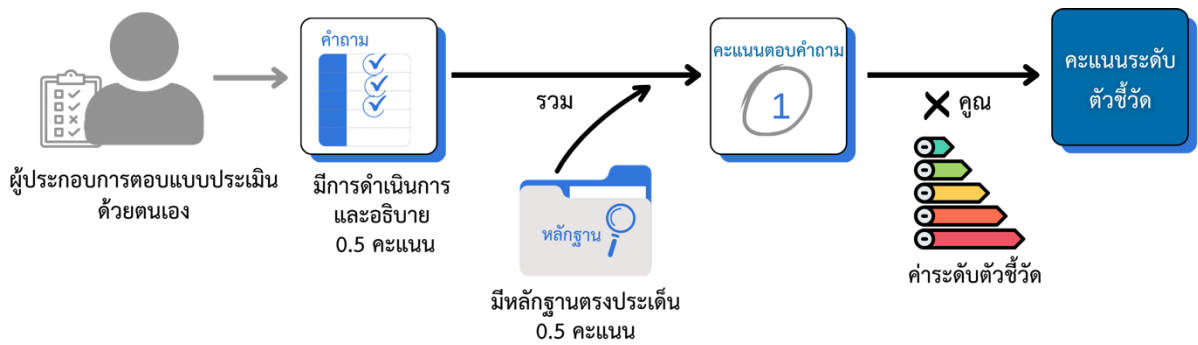 ผู้ประกอบการตอบแบบประเมิน
ด้วยตนเอง
คำถาม
มีการดำเนินการ
และอธิบาย
0.5 คะแนน
รวม
หลักฐาน
มีหลักฐานตรงประเด็น
0.5 คะแนน
คะแนนตอบคำถาม
1
คูณ
ค่าระดับตัวชี้วัด
คะแนนระดับ
ตัวชี้วัด